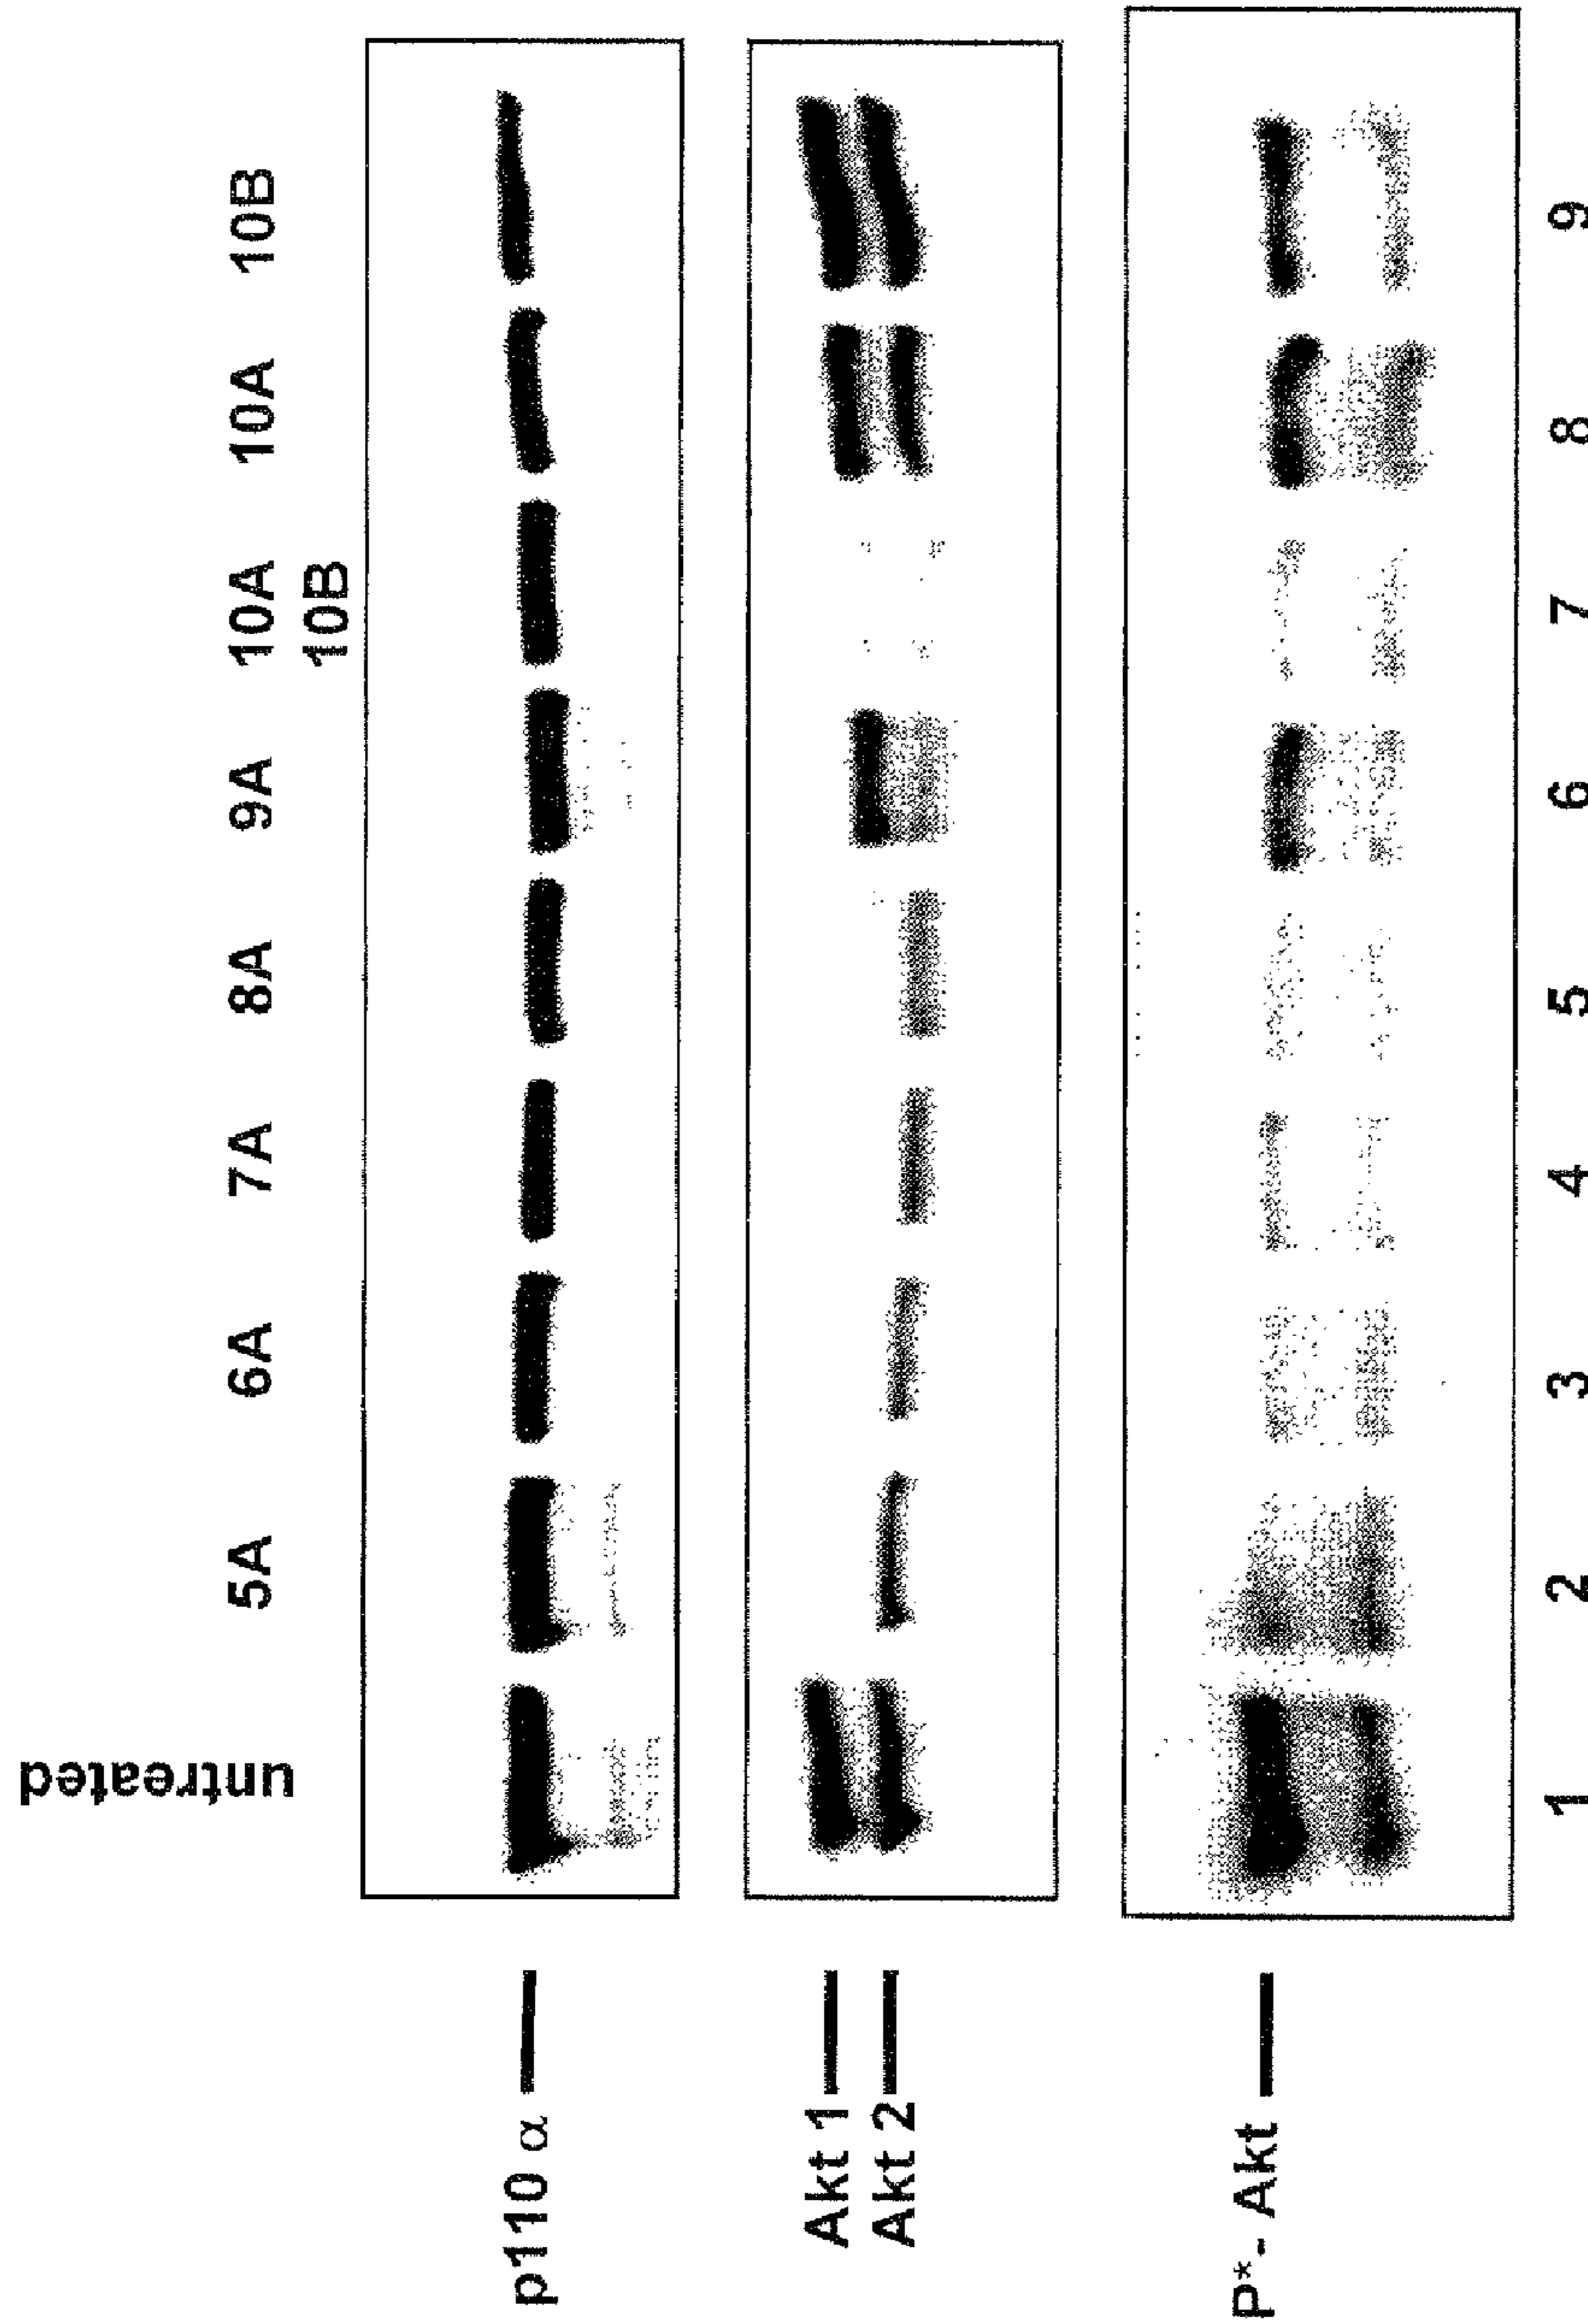 untreated 5A 6A 7A 8A 9A 10A 10A 10B
10B
p110 α
Akt 1
Akt 2
P*- Akt
1 2 3 4 5 6 7 8 9